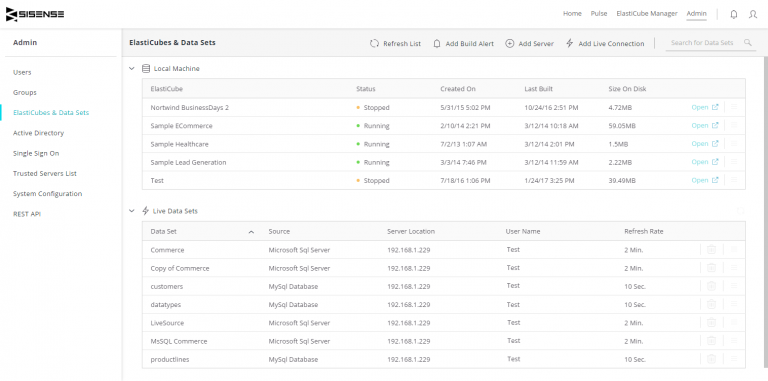 SISENSE
Home Pulse ElastiCube Manager Admin
Admin
Users
Groups
ElastiCubes & Data Sets
Active Directory
Single Sign On
Trusted Servers List
System Configuration
REST API
ElastiCubes & Data Sets Refresh List Add Build Alert Add Server Add Live Connection Search for Data Sets
Local Machine
ElastiCube Status Created On Last Built Size On Disk
Nortwind BusinessDays 2 Stopped 5/31/15 5:02 PM 10/24/16 2:51 PM 4.72MB Open
Sample ECommerce Running 2/10/14 2:21 PM 3/12/14 10:18 AM 59.05MB Open
Sample Healthcare Running 7/2/13 1:07 AM 3/12/14 2:01 PM 1.5MB Open
Sample Lead Generation Running 3/3/14 7:46 PM 3/12/14 11:59 AM 2.22MB Open
Test Stopped 7/18/16 1:06 PM 1/24/17 3:25 PM 39.49MB Open
Live Data Sets
Data Set Source Server Location User Name Refresh Rate
Commerce Microsoft Sql Server 192.168.1.229 Test 2 Min.
Copy of Commerce Microsoft Sql Server 192.168.1.229 Test 2 Min.
customers MySql Database 192.168.1.229 Test 10 Sec.
datatypes MySql Database 192.168.1.229 Test 10 Sec.
LiveSource Microsoft Sql Server 192.168.1.229 Test 2 Min.
MsSQL Commerce Microsoft Sql Server 192.168.1.229 Test 2 Min.
productlines MySql Database 192.168.1.229 Test 10 Sec.